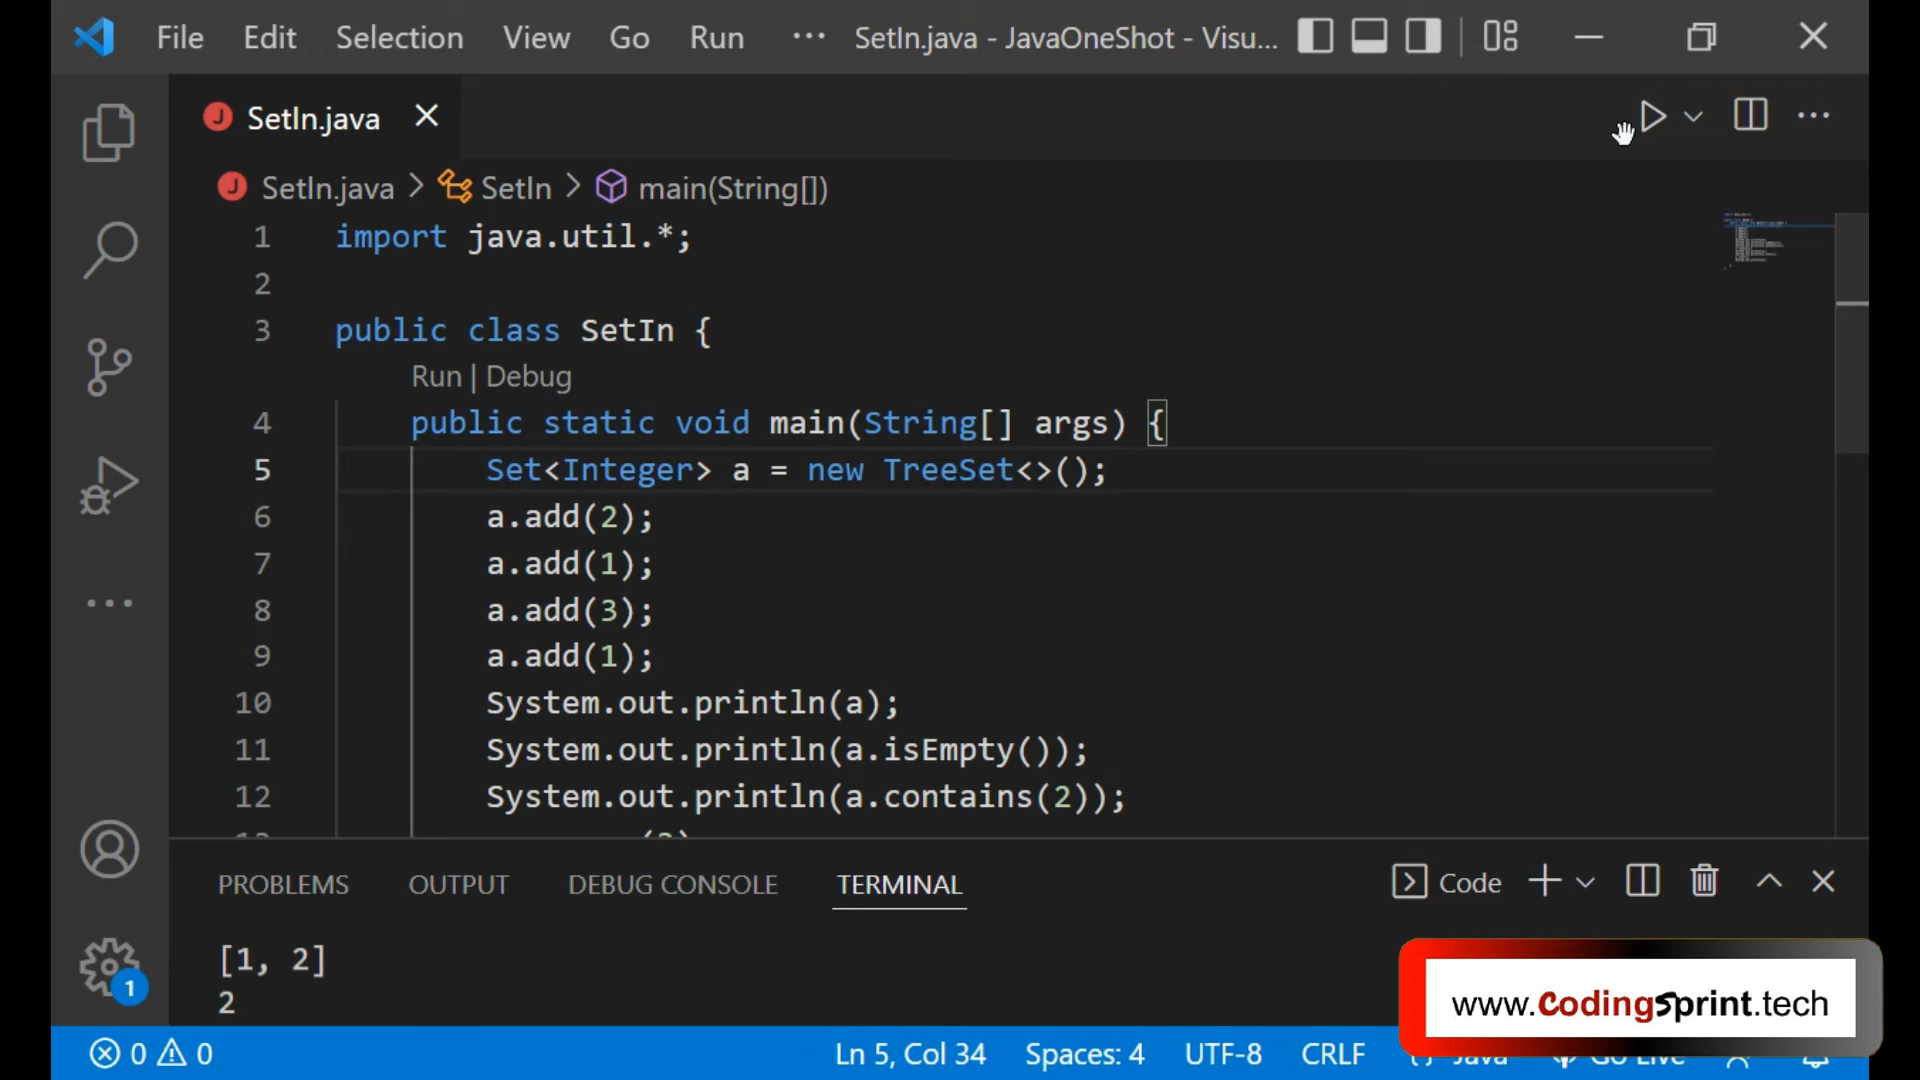 File Edit Selection View Go Run ··· SetIn.java - JavaOneShot - Visu...
SetIn.java
SetIn.java > SetIn > main(String[])
1 import java.util.*;
2
3 public class SetIn {
Run | Debug
4 public static void main(String[] args) {
5 Set<Integer> a = new TreeSet<>();
6 a.add(2);
7 a.add(1);
8 a.add(3);
9 a.add(1);
10 System.out.println(a);
11 System.out.println(a.isEmpty());
12 System.out.println(a.contains(2));
PROBLEMS OUTPUT DEBUG CONSOLE TERMINAL Code
[1, 2]
2
1
www.CodingSprint.tech
0 0 Ln 5, Col 34 Spaces: 4 UTF-8 CRLF Java Go Live